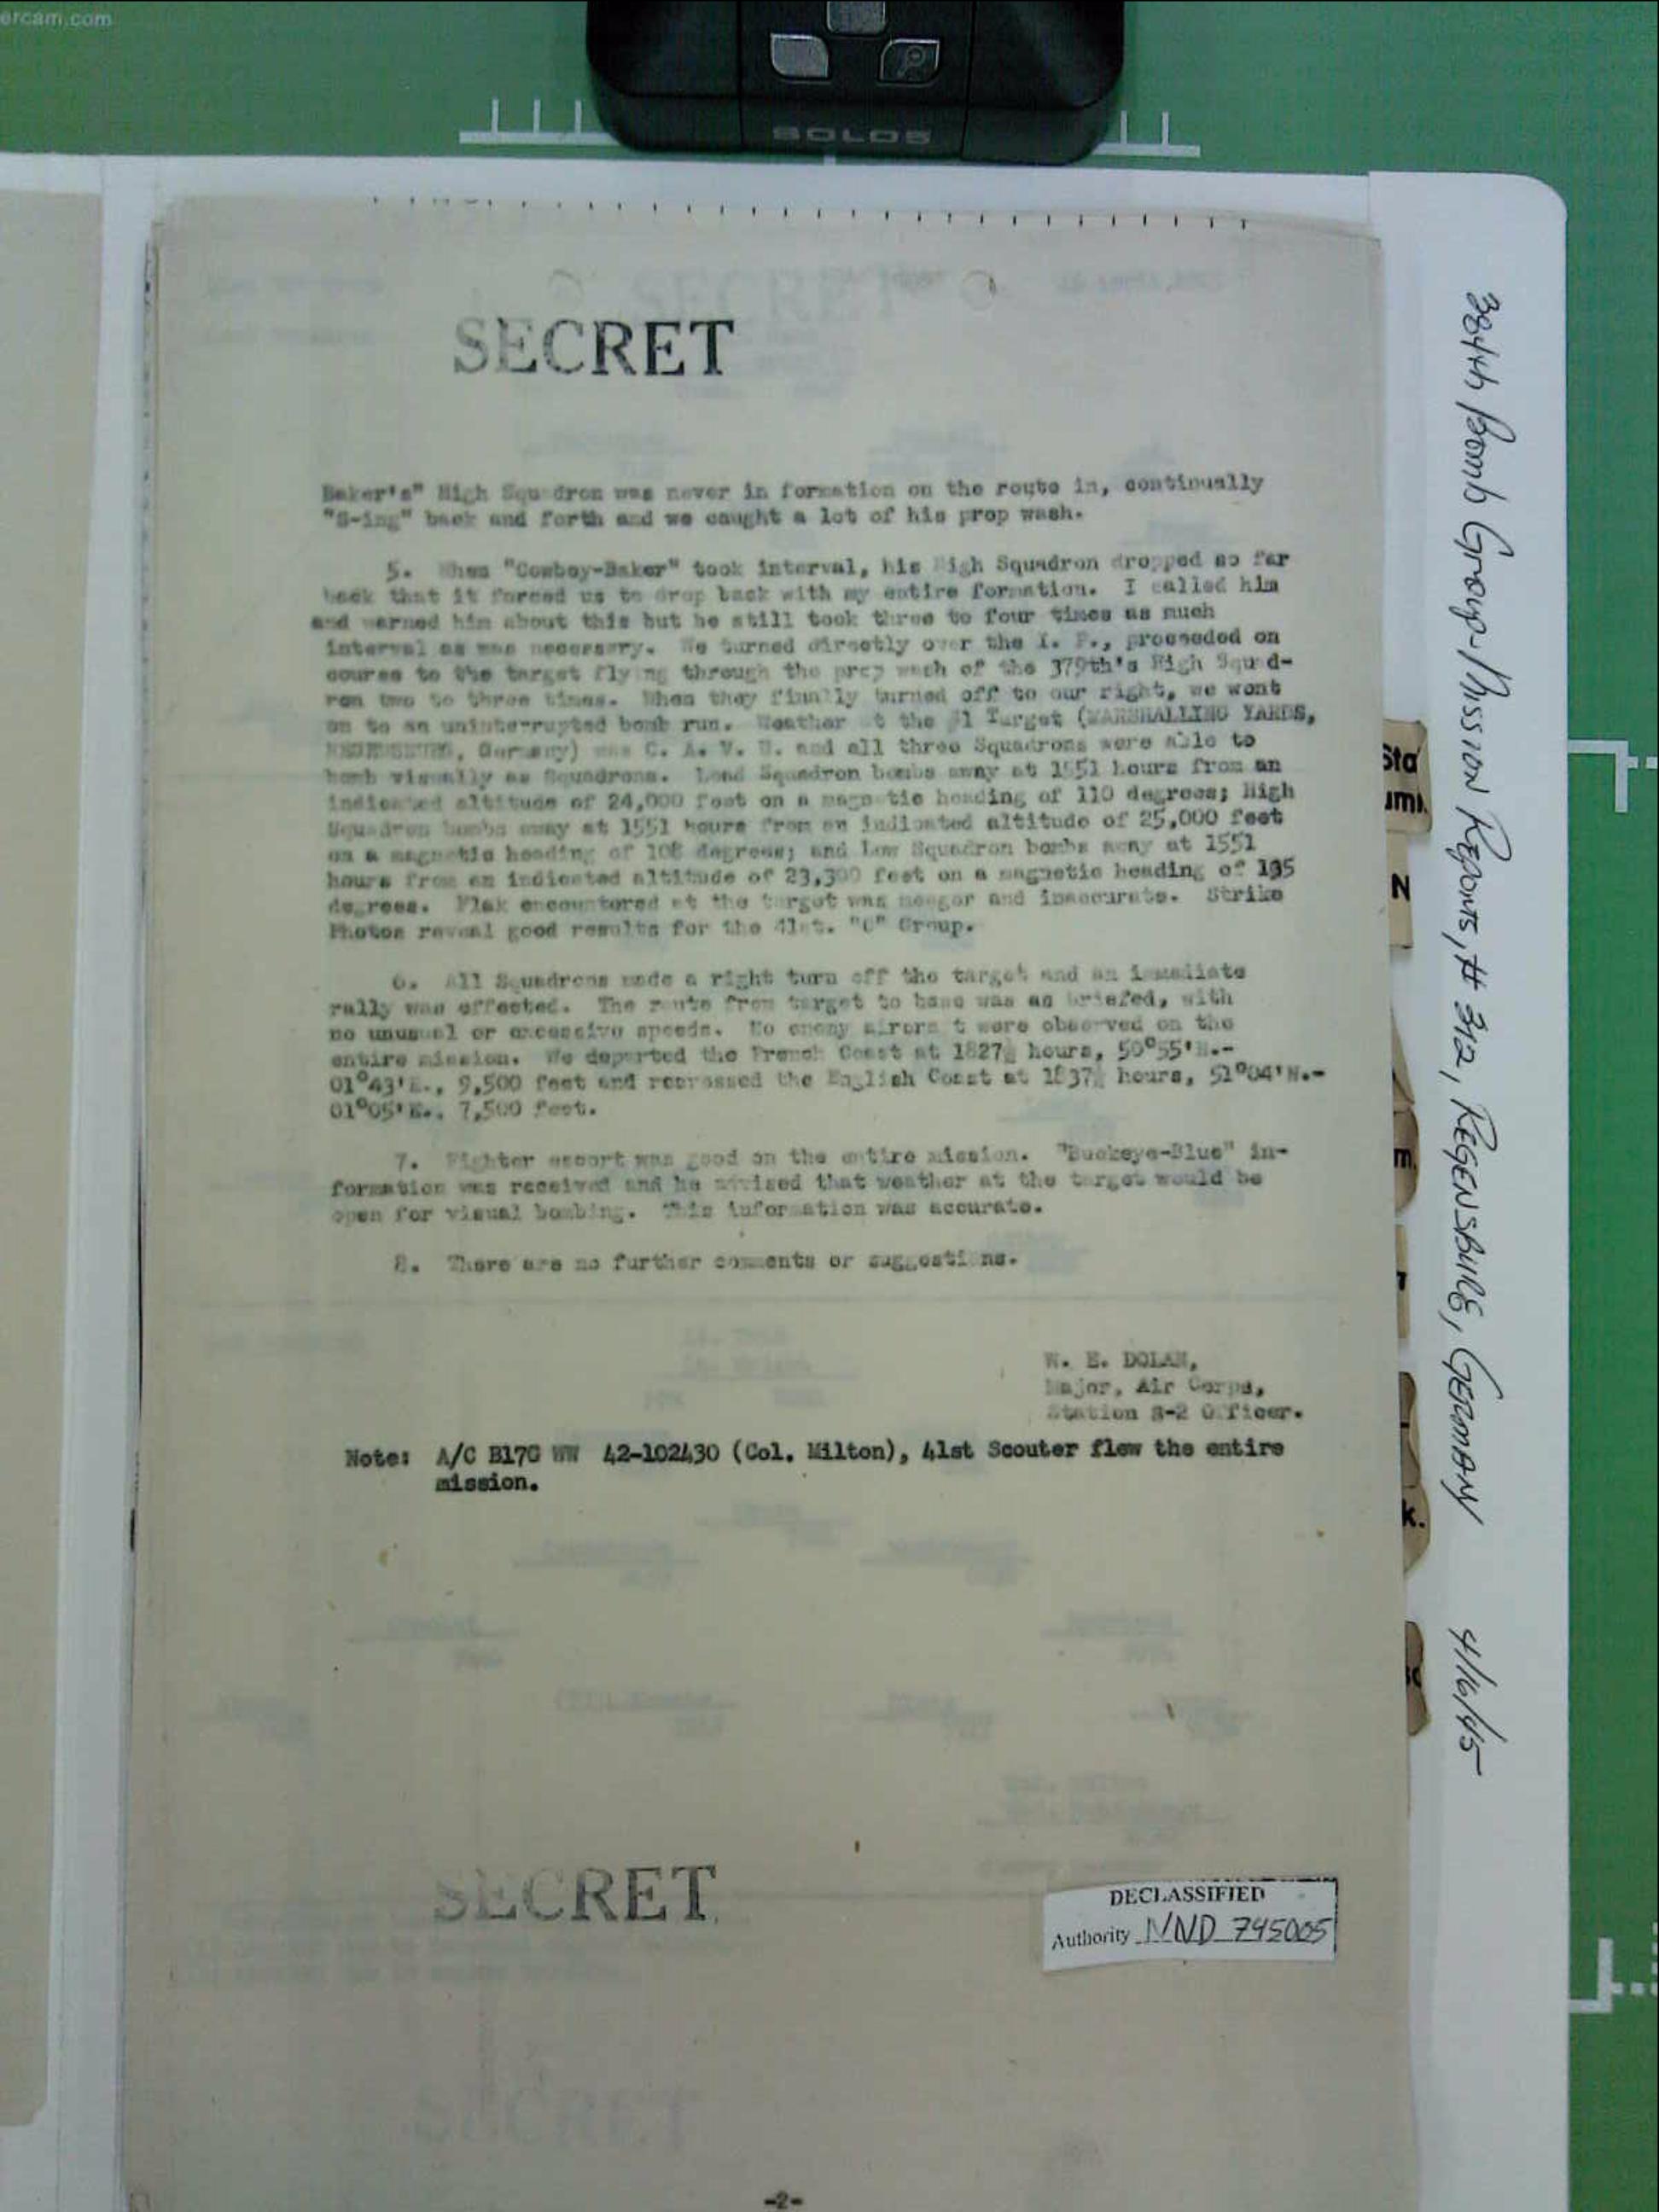 ercam.com
SOLO5
SECRET
Baker's" High Squadron was never in formation on the route in, continually
"S-ing" back and forth and we caught a lot of his prop wash.
5. When "Cowboy-Baker" took interval, his High Squadron dropped so far
back that it forced us to drop back with my entire formation. I called him
and warned him about this but he still took three to four times as much
interval as was necessary. We turned directly over the I. P., proceeded on
course to the target flying through the prop wash of the 379th's High Squad-
ron two to three times. When they finally turned off to our right, we went
on to an uninterrupted bomb run. Weather at the #1 Target (MARSHALLING YARDS,
REGENSBURG, Germany) was C. A. V. U. and all three Squadrons were able to
bomb visually as Squadrons. Lead Squadron bombs away at 1551 hours from an
indicated altitude of 24,000 feet on a magnetic heading of 110 degrees; High
Squadron bombs away at 1551 hours from an indicated altitude of 25,000 feet
on a magnetic heading of 108 degrees; and Low Squadron bombs away at 1551
hours from an indicated altitude of 23,300 feet on a magnetic heading of 105
degrees. Flak encountered at the target was meager and inaccurate. Strike
Photos reveal good results for the 41st. "C" Group.
6. All Squadrons made a right turn off the target and an immediate
rally was effected. The route from target to base was as briefed, with
no unusual or excessive speeds. No enemy aircraft were observed on the
entire mission. We departed the French Coast at 1827½ hours, 50°55'N.-
01°43'E., 9,500 feet and recrossed the English Coast at 1837½ hours, 51°04'N.-
01°05'E., 7,500 feet.
7. Fighter escort was good on the entire mission. "Buckeye-Blue" in-
formation was received and he advised that weather at the target would be
open for visual bombing. This information was accurate.
8. There are no further comments or suggestions.
W. E. DOLAN,
Major, Air Corps,
Station S-2 Officer.
Note: A/C B17G WW 42-102430 (Col. Milton), 41st Scouter flew the entire
mission.
SECRET
DECLASSIFIED
Authority NND 745005
-2-
384th Bomb Group-Mission Reports, # 312, REGENSBURG, GERMANY 4/16/45
Sta
umi.
N
m.
k.